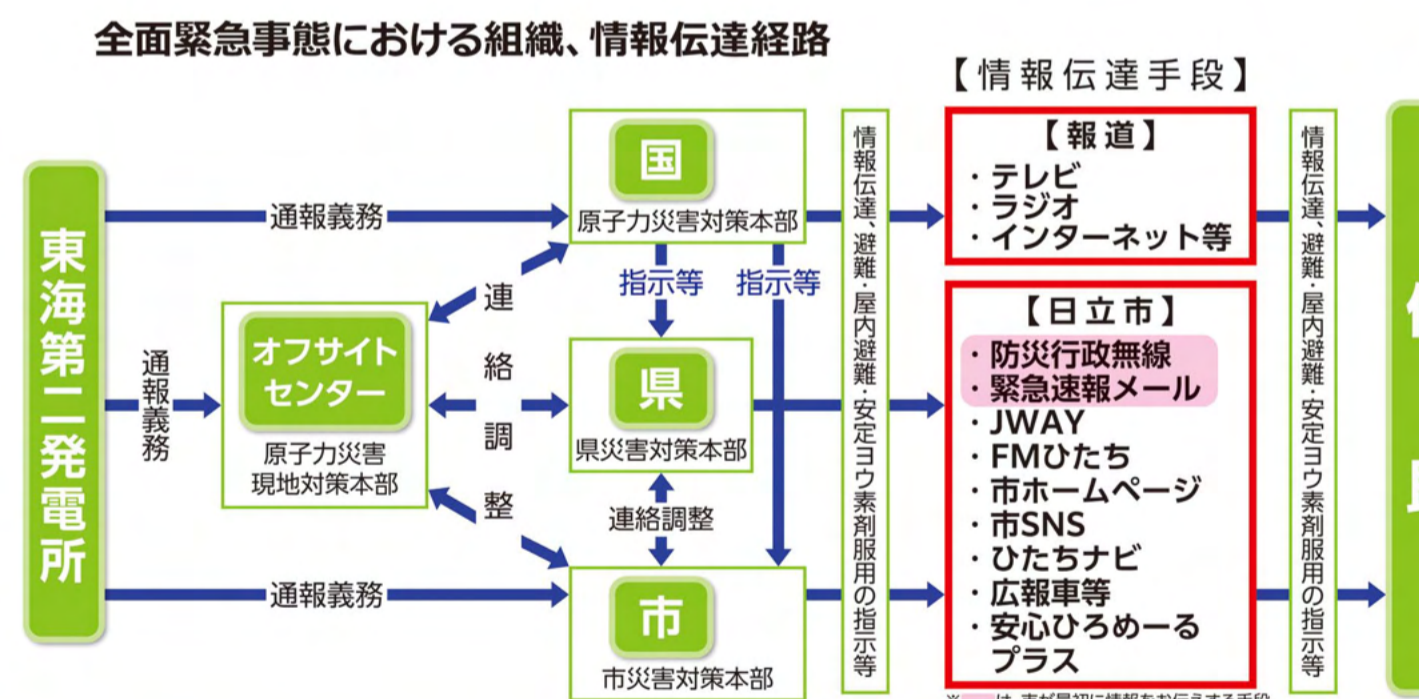 全面緊急事態における組織、情報伝達経路
【情報伝達手段】
東海第二発電所
通報義務
通報義務
通報義務
オフサイト
センター
原子力災害
現地対策本部
連絡調整
国
原子力災害対策本部
指示等
指示等
県
県災害対策本部
連絡調整
市
市災害対策本部
情報伝達、避難・屋内避難・安定ヨウ素剤服用の指示等
【報道】
・テレビ
・ラジオ
・インターネット等
【日立市】
・防災行政無線
・緊急速報メール
・JWAY
・FMひたち
・市ホームページ
・市SNS
・ひたちナビ
・広報車等
・安心ひろめーる
プラス
情報伝達、避難・屋内避難・安定ヨウ素剤服用の指示等